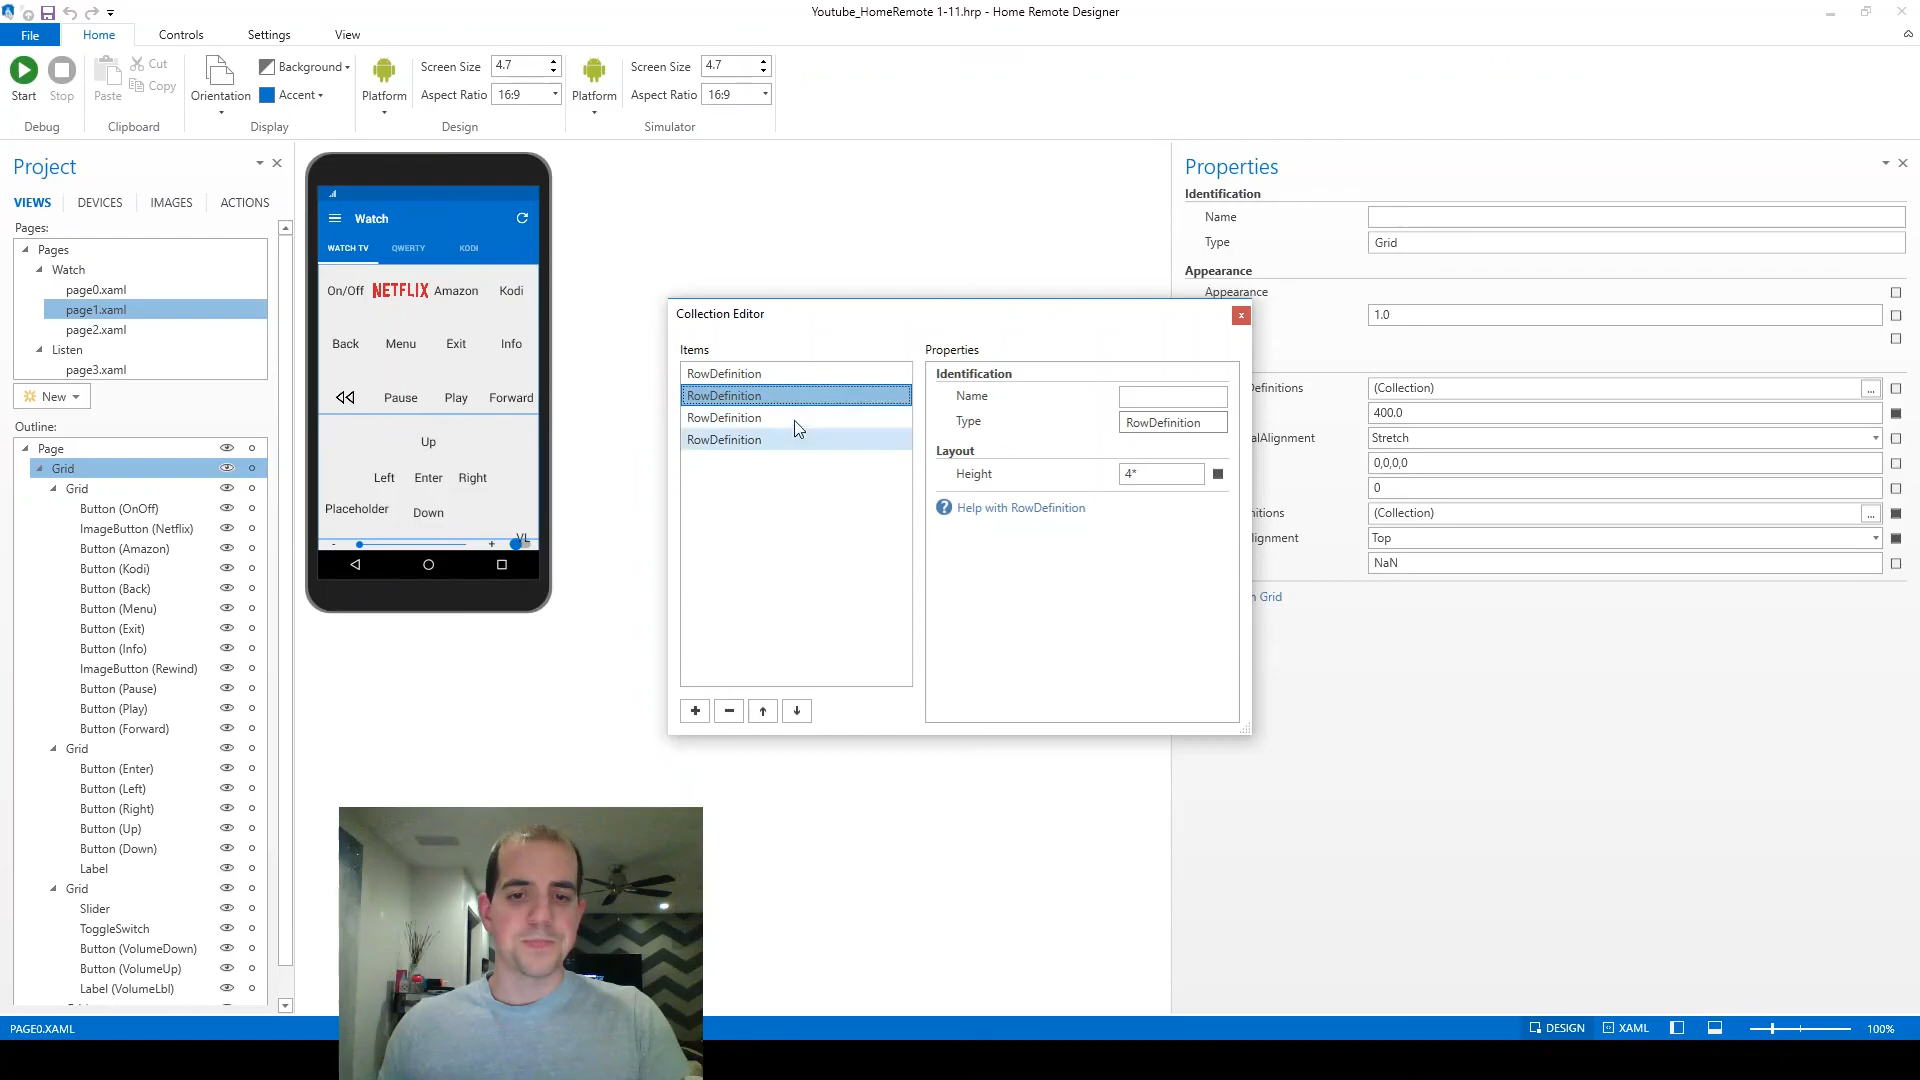 Youtube_HomeRemote 1-11.hrp - Home Remote Designer
File Home Controls Settings View
Start Stop
Debug
Paste Cut Copy
Clipboard
Orientation Background Accent
Display
Platform Screen Size 4.7
Aspect Ratio 16:9
Design
Platform Screen Size 4.7
Aspect Ratio 16:9
Simulator
Project
VIEWS DEVICES IMAGES ACTIONS
Pages:
Pages
Watch
page0.xaml
page1.xaml
page2.xaml
Listen
page3.xaml
New
Outline:
Page
Grid
Grid
Button (OnOff)
ImageButton (Netflix)
Button (Amazon)
Button (Kodi)
Button (Back)
Button (Menu)
Button (Exit)
Button (Info)
ImageButton (Rewind)
Button (Pause)
Button (Play)
Button (Forward)
Grid
Button (Enter)
Button (Left)
Button (Right)
Button (Up)
Button (Down)
Label
Grid
Slider
ToggleSwitch
Button (VolumeDown)
Button (VolumeUp)
Label (VolumeLbl)
Watch
WATCH TV QWERTY KODI
On/Off NETFLIX Amazon Kodi
Back Menu Exit Info
Pause Play Forward
Up
Left Enter Right
Placeholder Down
- + VL
Collection Editor
Items
RowDefinition
RowDefinition
RowDefinition
RowDefinition
Properties
Identification
Name
Type RowDefinition
Layout
Height 4*
Help with RowDefinition
Properties
Identification
Name
Type Grid
Appearance
Appearance
1.0
(Collection) ...
400.0
Stretch
0,0,0,0
0
(Collection) ...
Top
NaN
Grid
PAGE0.XAML
DESIGN XAML 100%